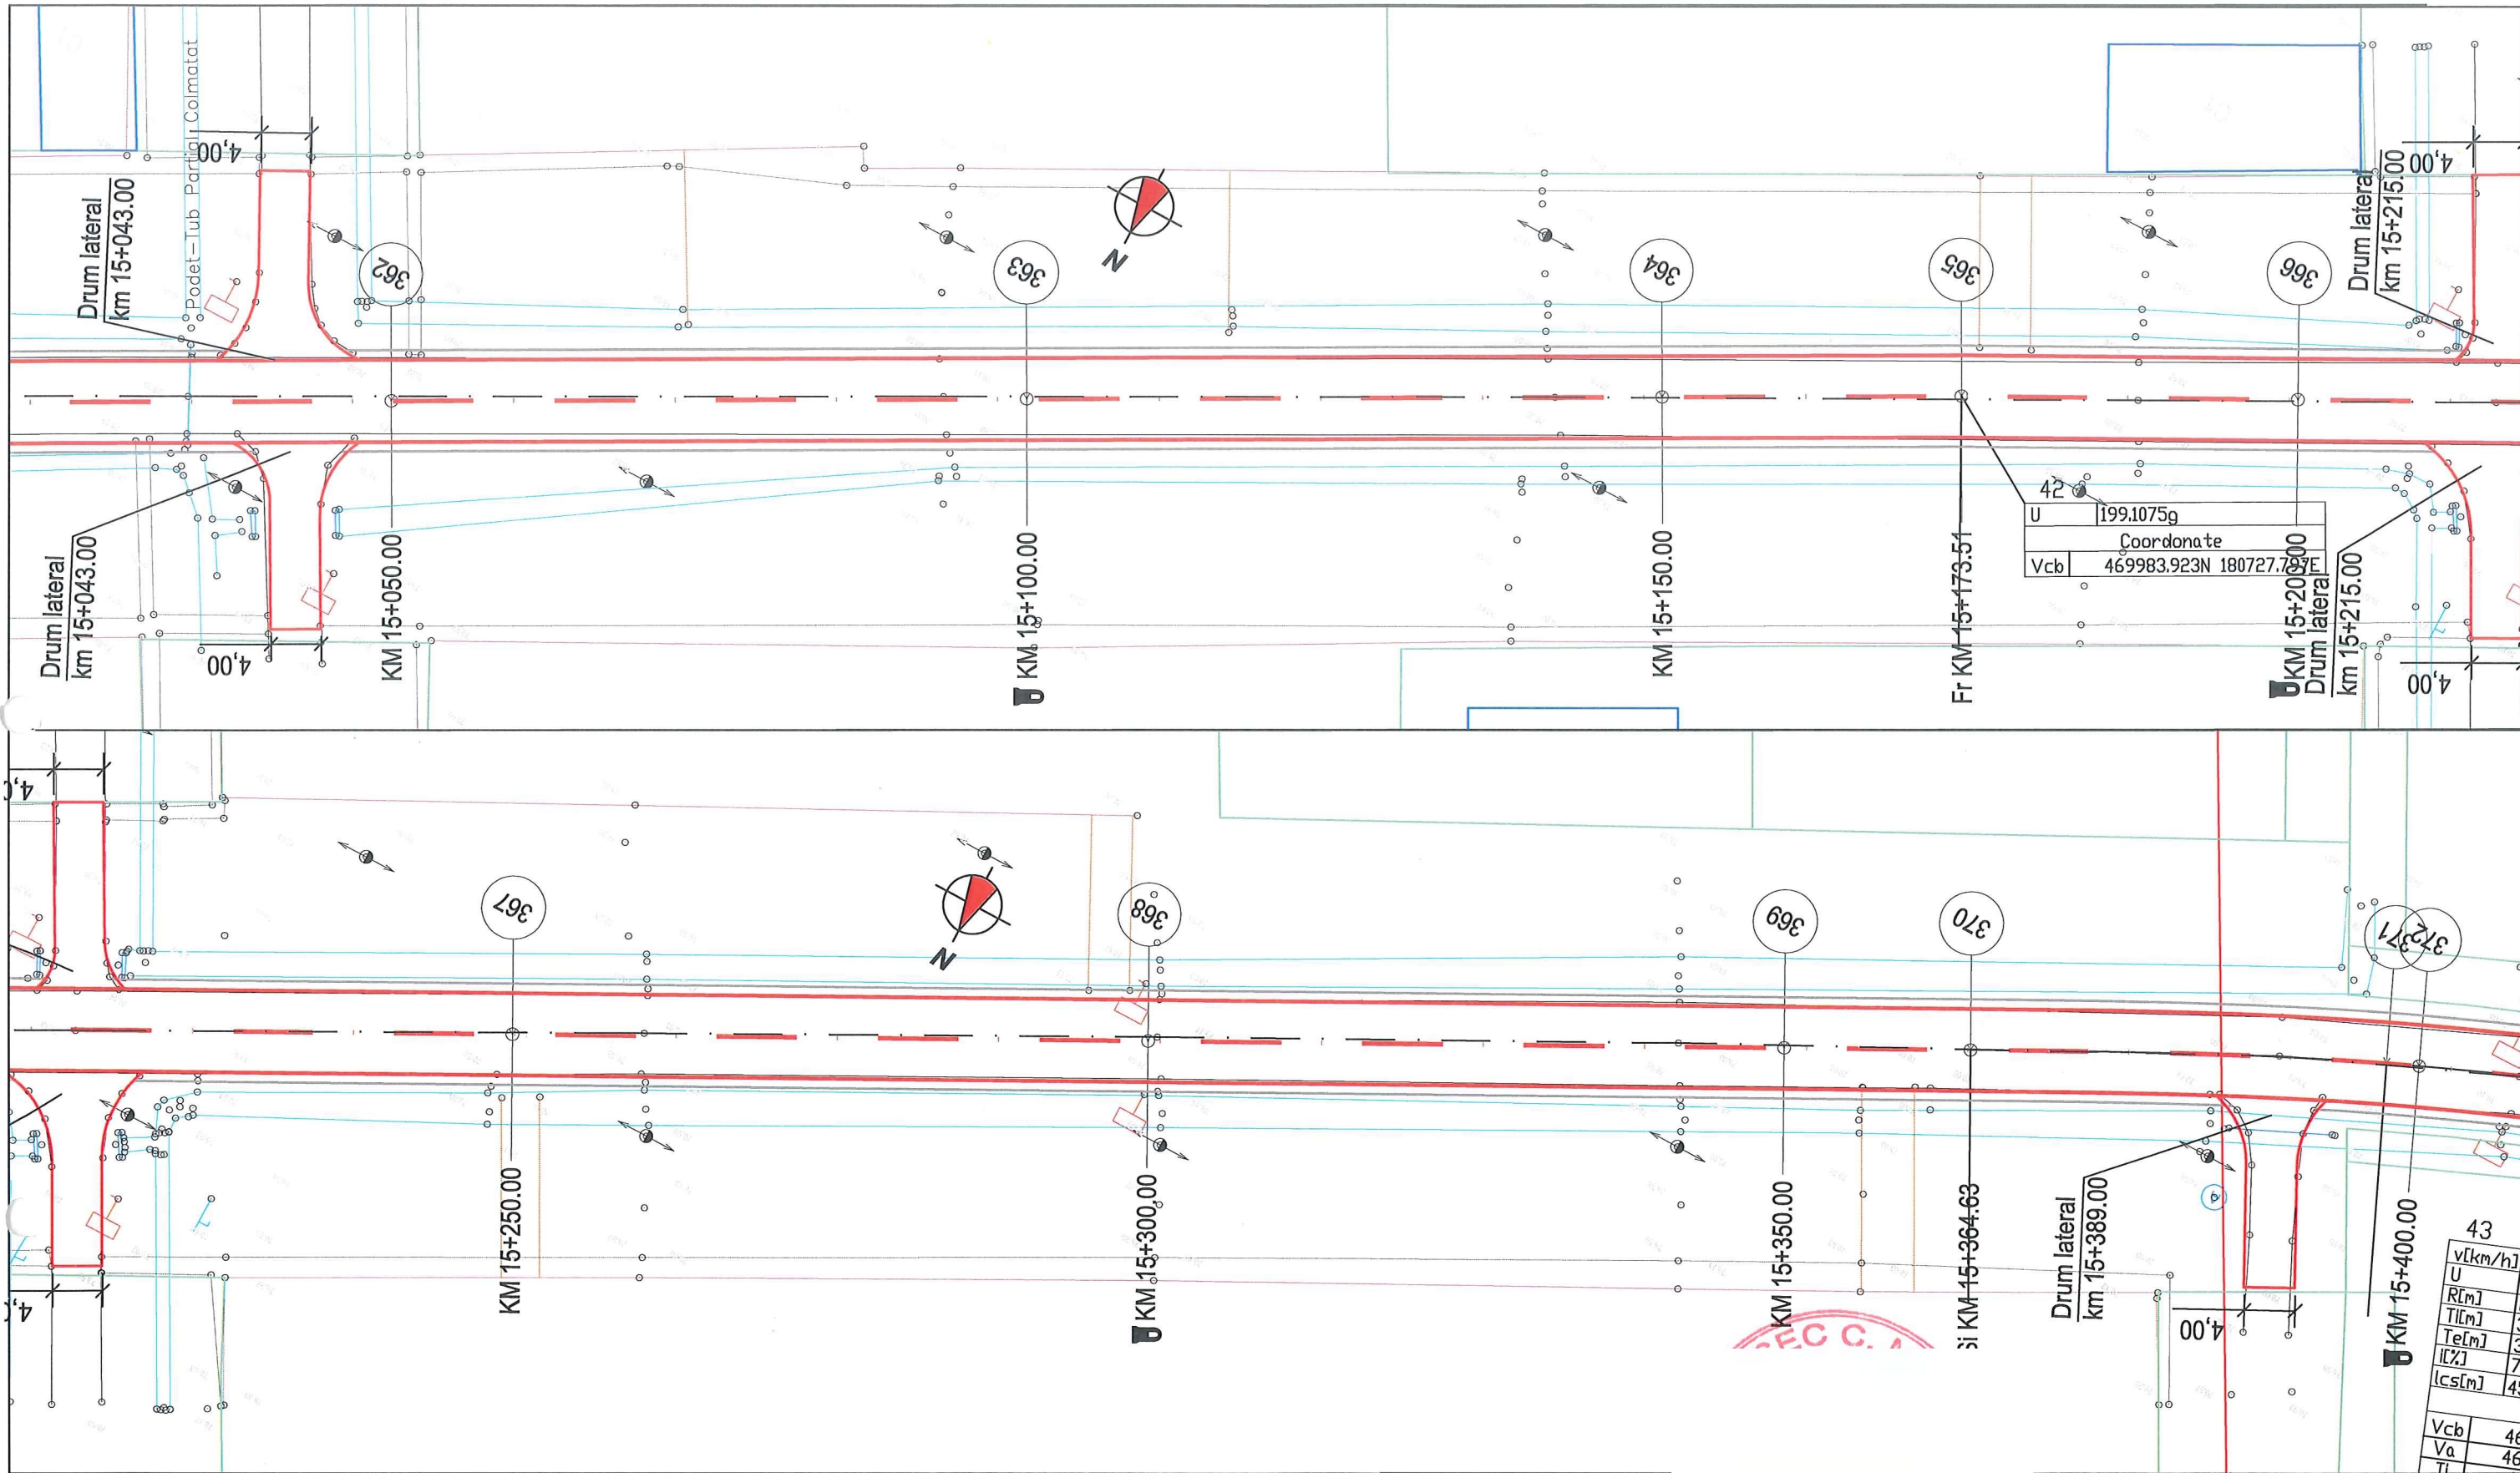 Podet-Tub Partial Colmatat
4,00
Drum lateral
km 15+043.00
362
363
N
364
365
366
Drum lateral
km 15+215.00
4,00
Drum lateral
km 15+043.00
4,00
KM 15+050.00
KM 15+100.00
KM 15+150.00
Fr KM 15+173.51
42
U 199.1075g
Coordonate
Vcb 469983.923N 180727.797E
KM 15+200.00
Drum lateral
km 15+215.00
4,00
367
N
368
369
370
371
372
KM 15+250.00
KM 15+300.00
KM 15+350.00
Si KM 15+364.63
Drum lateral
km 15+389.00
4,00
KM 15+400.00
43
v[km/h]
U
R[m]
Te[m]
i[%]
lcs[m]
Vcb
Va